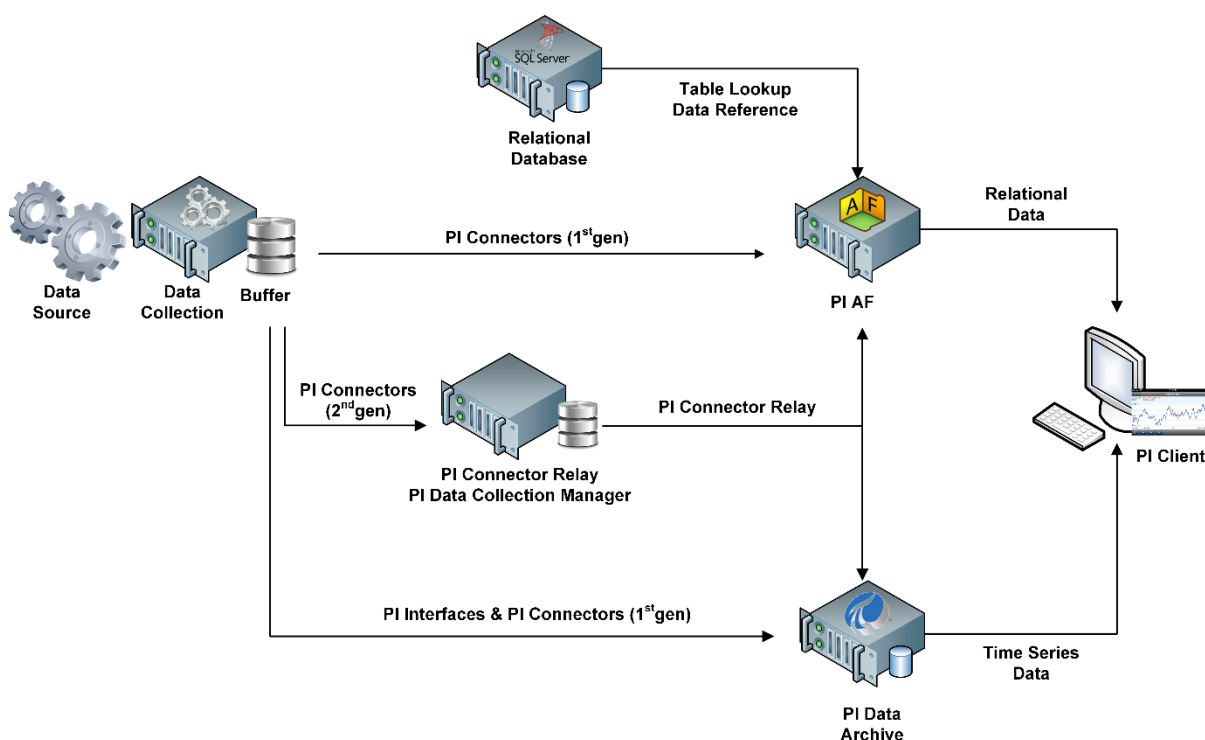 Microsoft
SQL Server
Relational
Database
Table Lookup
Data Reference
Data
Source
Data
Collection
Buffer
PI Connectors (1st gen)
A F
PI AF
Relational
Data
PI Connectors
(2nd gen)
PI Connector Relay
PI Data Collection Manager
PI Connector Relay
PI Client
PI Interfaces & PI Connectors (1st gen)
PI Data
Archive
Time Series
Data